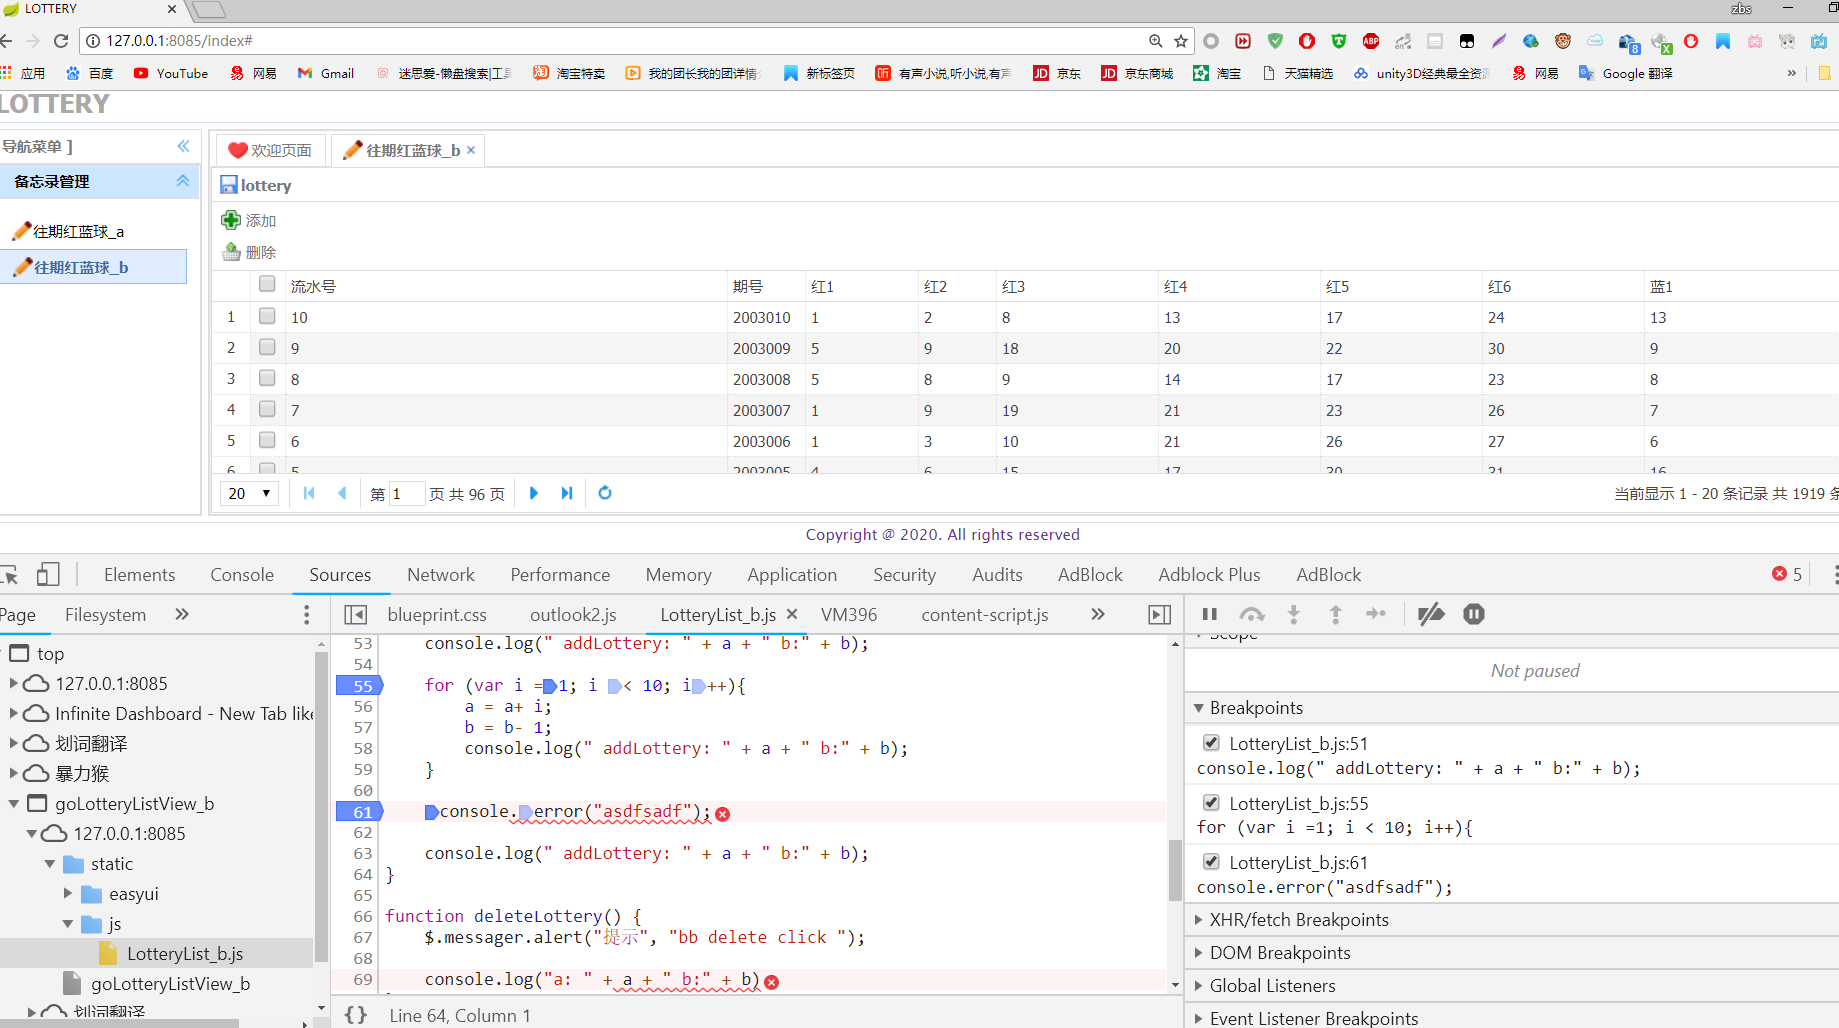 LOTTERY
zbs
127.0.0.1:8085/index#
应用 百度 YouTube 网易 Gmail 迷思爱-懒盘搜索|工具 淘宝特卖 我的团长我的团详情 新标签页 有声小说,听小说,有声 京东 京东商城 淘宝 天猫精选 unity3D经典最全资源 网易 Google 翻译 »
LOTTERY
导航菜单 ]
备忘录管理
往期红蓝球_a
往期红蓝球_b
欢迎页面 往期红蓝球_b
lottery
添加
删除
流水号 期号 红1 红2 红3 红4 红5 红6 蓝1
1 10 2003010 1 2 8 13 17 24 13
2 9 2003009 5 9 18 20 22 30 9
3 8 2003008 5 8 9 14 17 23 8
4 7 2003007 1 9 19 21 23 26 7
5 6 2003006 1 3 10 21 26 27 6
6 5 2003005 4 6 15 17 30 31 16
20 第 1 页 共 96 页 当前显示 1 - 20 条记录 共 1919 条
Copyright @ 2020. All rights reserved
Elements Console Sources Network Performance Memory Application Security Audits AdBlock Adblock Plus AdBlock 5
Page Filesystem »
blueprint.css outlook2.js LotteryList_b.js VM396 content-script.js »
top
127.0.0.1:8085
Infinite Dashboard - New Tab like
划词翻译
暴力猴
goLotteryListView_b
127.0.0.1:8085
static
easyui
js
LotteryList_b.js
goLotteryListView_b
划词翻译
53 console.log(" addLottery: " + a + " b:" + b);
54
55 for (var i =1; i < 10; i++){
56 a = a+ i;
57 b = b- 1;
58 console.log(" addLottery: " + a + " b:" + b);
59 }
60
61 console.error("asdfsadf");
62
63 console.log(" addLottery: " + a + " b:" + b);
64 }
65
66 function deleteLottery() {
67 $.messager.alert("提示", "bb delete click ");
68
69 console.log("a: " + a + " b:" + b)
{} Line 64, Column 1
Scope
Not paused
Breakpoints
LotteryList_b.js:51
console.log(" addLottery: " + a + " b:" + b);
LotteryList_b.js:55
for (var i =1; i < 10; i++){
LotteryList_b.js:61
console.error("asdfsadf");
XHR/fetch Breakpoints
DOM Breakpoints
Global Listeners
Event Listener Breakpoints